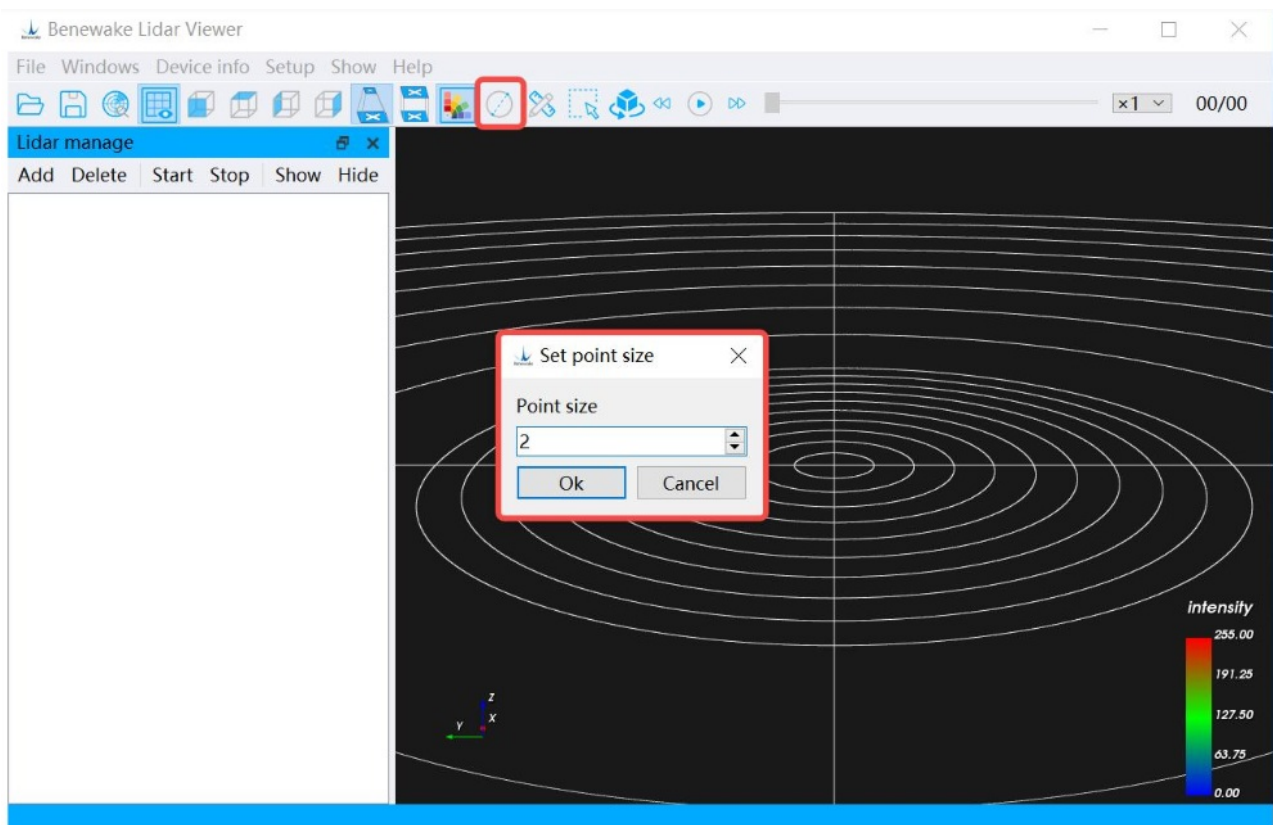 Benewake Lidar Viewer
File Windows Device info Setup Show Help
×1 00/00
Lidar manage
Add Delete Start Stop Show Hide
Set point size
Point size
2
Ok Cancel
intensity
255.00
191.25
127.50
63.75
0.00
Z
X
Y